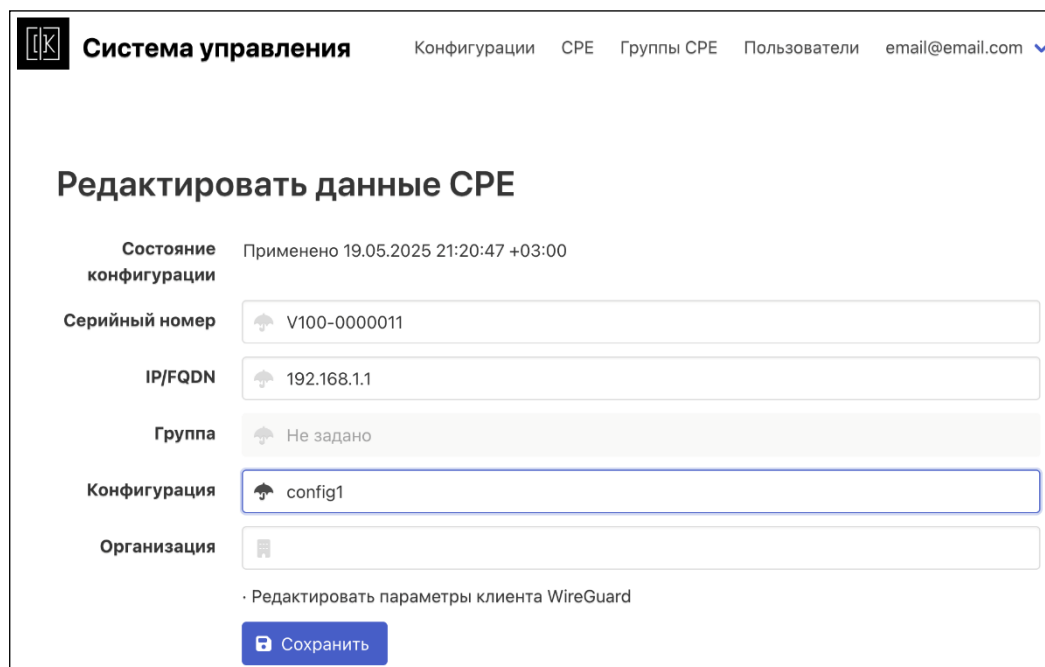 [K Система управления Конфигурации CPE Группы CPE Пользователи email@email.com
Редактировать данные CPE
Состояние конфигурации Применено 19.05.2025 21:20:47 +03:00
Серийный номер V100-0000011
IP/FQDN 192.168.1.1
Группа Не задано
Конфигурация config1
Организация
· Редактировать параметры клиента WireGuard
Сохранить